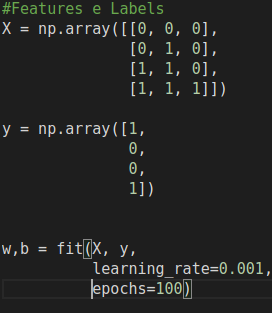 #Features e Labels
X = np.array([[0, 0, 0],
              [0, 1, 0],
              [1, 1, 0],
              [1, 1, 1]])
y = np.array([1,
              0,
              0,
              1])
w,b = fit(X, y,
          learning_rate=0.001,
          epochs=100)